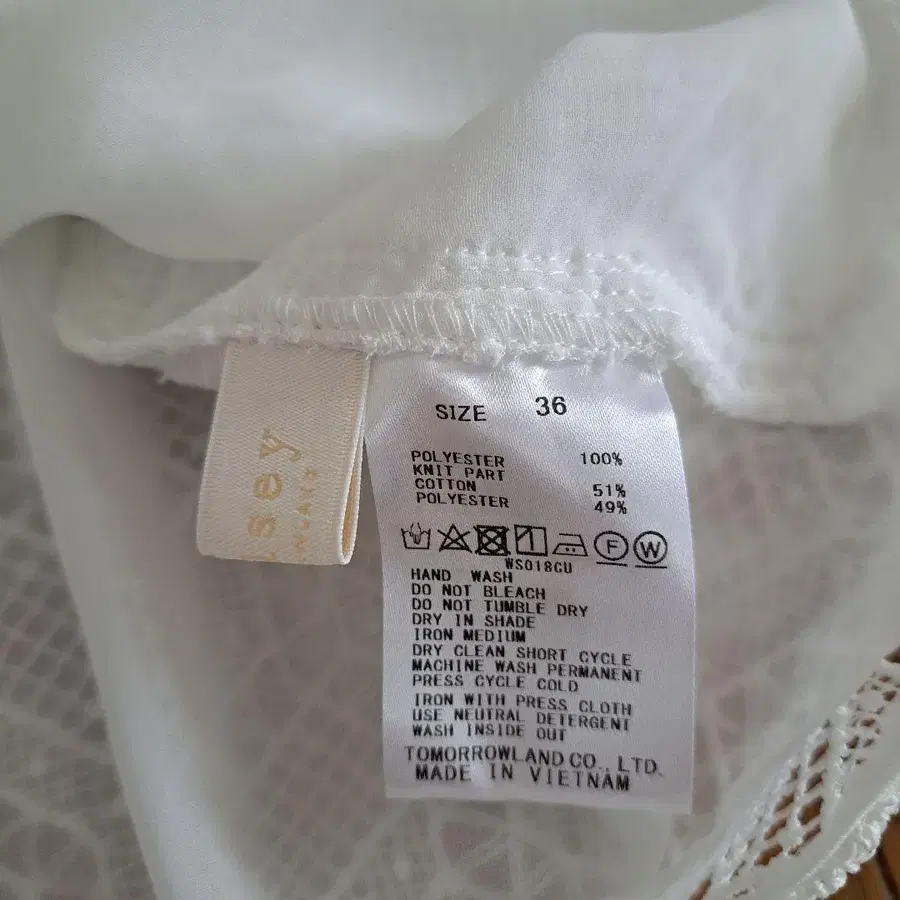 SIZE 36
POLYESTER 100%
KNIT PART
COTTON 51%
POLYESTER 49%
F W
WS018CU
HAND WASH
DO NOT BLEACH
DO NOT TUMBLE DRY
DRY IN SHADE
IRON MEDIUM
DRY CLEAN SHORT CYCLE
MACHINE WASH PERMANENT
PRESS CYCLE COLD
IRON WITH PRESS CLOTH
USE NEUTRAL DETERGENT
WASH INSIDE OUT
TOMORROWLAND CO., LTD.
MADE IN VIETNAM
sey